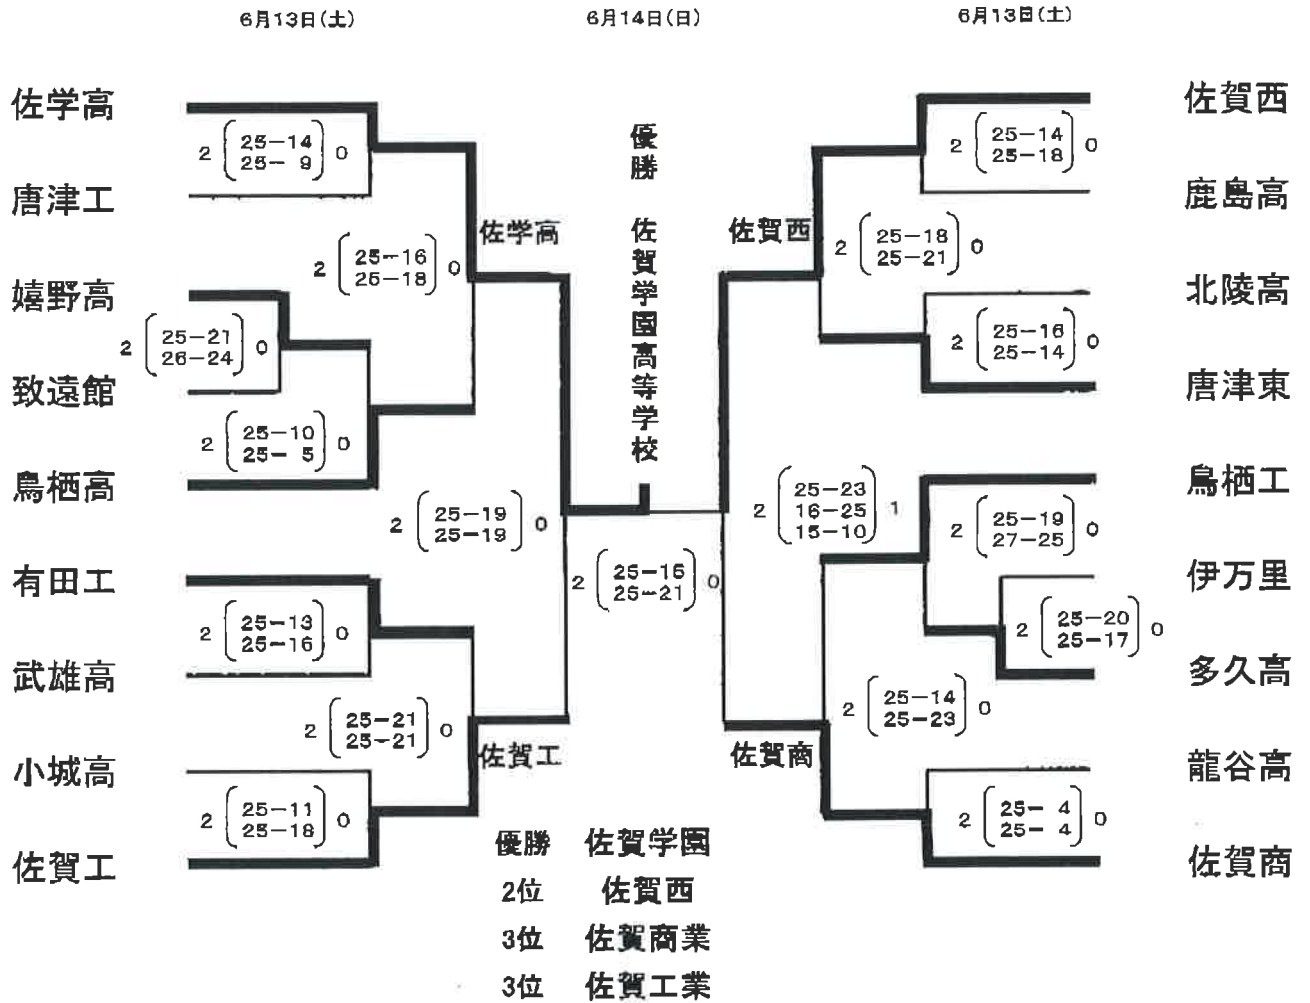 6月13日(土)
6月14日(日)
6月13日(土)
佐学高
唐津工
嬉野高
致遠館
鳥栖高
有田工
武雄高
小城高
佐賀工
2 25-14 0
25- 9
2 25-16 0
25-18
2 25-21 0
26-24
2 25-10 0
25- 5
2 25-19 0
25-19
2 25-13 0
25-16
2 25-21 0
25-21
2 25-11 0
25-18
佐学高
佐賀工
優勝 佐賀学園高等学校
2 25-16 0
25-21
佐賀西
佐賀商
2 25-14 0
25-18
2 25-18 0
25-21
2 25-16 0
25-14
2 25-23 1
16-25
15-10
2 25-19 0
27-25
2 25-20 0
25-17
2 25-14 0
25-23
2 25- 4 0
25- 4
佐賀西
鹿島高
北陵高
唐津東
鳥栖工
伊万里
多久高
龍谷高
佐賀商
優勝 佐賀学園
2位 佐賀西
3位 佐賀商業
3位 佐賀工業